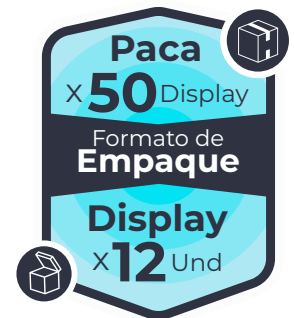 Paca
X 50 Display
Formato de
Empaque
Display
X 12 Und